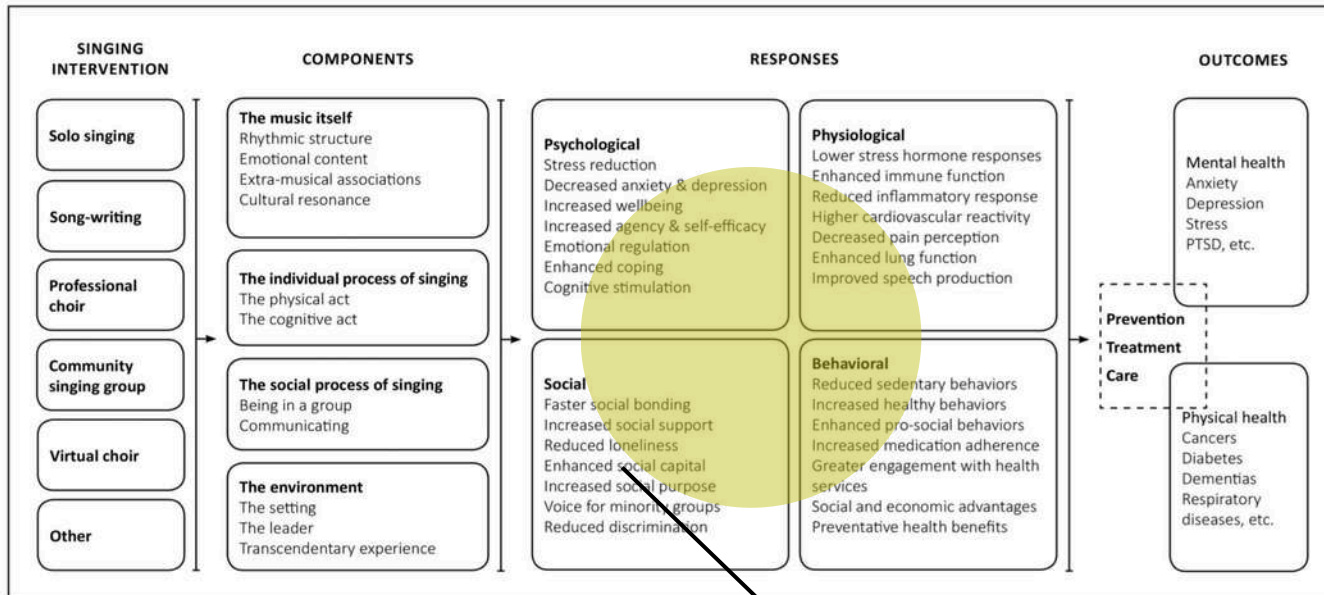 SINGING
INTERVENTION
COMPONENTS
RESPONSES
OUTCOMES
Solo singing
Song-writing
Professional
choir
Community
singing group
Virtual choir
Other
The music itself
Rhythmic structure
Emotional content
Extra-musical associations
Cultural resonance
The individual process of singing
The physical act
The cognitive act
The social process of singing
Being in a group
Communicating
The environment
The setting
The leader
Transcendentary experience
Psychological
Stress reduction
Decreased anxiety & depression
Increased wellbeing
Increased agency & self-efficacy
Emotional regulation
Enhanced coping
Cognitive stimulation
Physiological
Lower stress hormone responses
Enhanced immune function
Reduced inflammatory response
Higher cardiovascular reactivity
Decreased pain perception
Enhanced lung function
Improved speech production
Social
Faster social bonding
Increased social support
Reduced loneliness
Enhanced social capital
Increased social purpose
Voice for minority groups
Reduced discrimination
Behavioral
Reduced sedentary behaviors
Increased healthy behaviors
Enhanced pro-social behaviors
Increased medication adherence
Greater engagement with health
services
Social and economic advantages
Preventative health benefits
Prevention
Treatment
Care
Mental health
Anxiety
Depression
Stress
PTSD, etc.
Physical health
Cancers
Diabetes
Dementias
Respiratory
diseases, etc.